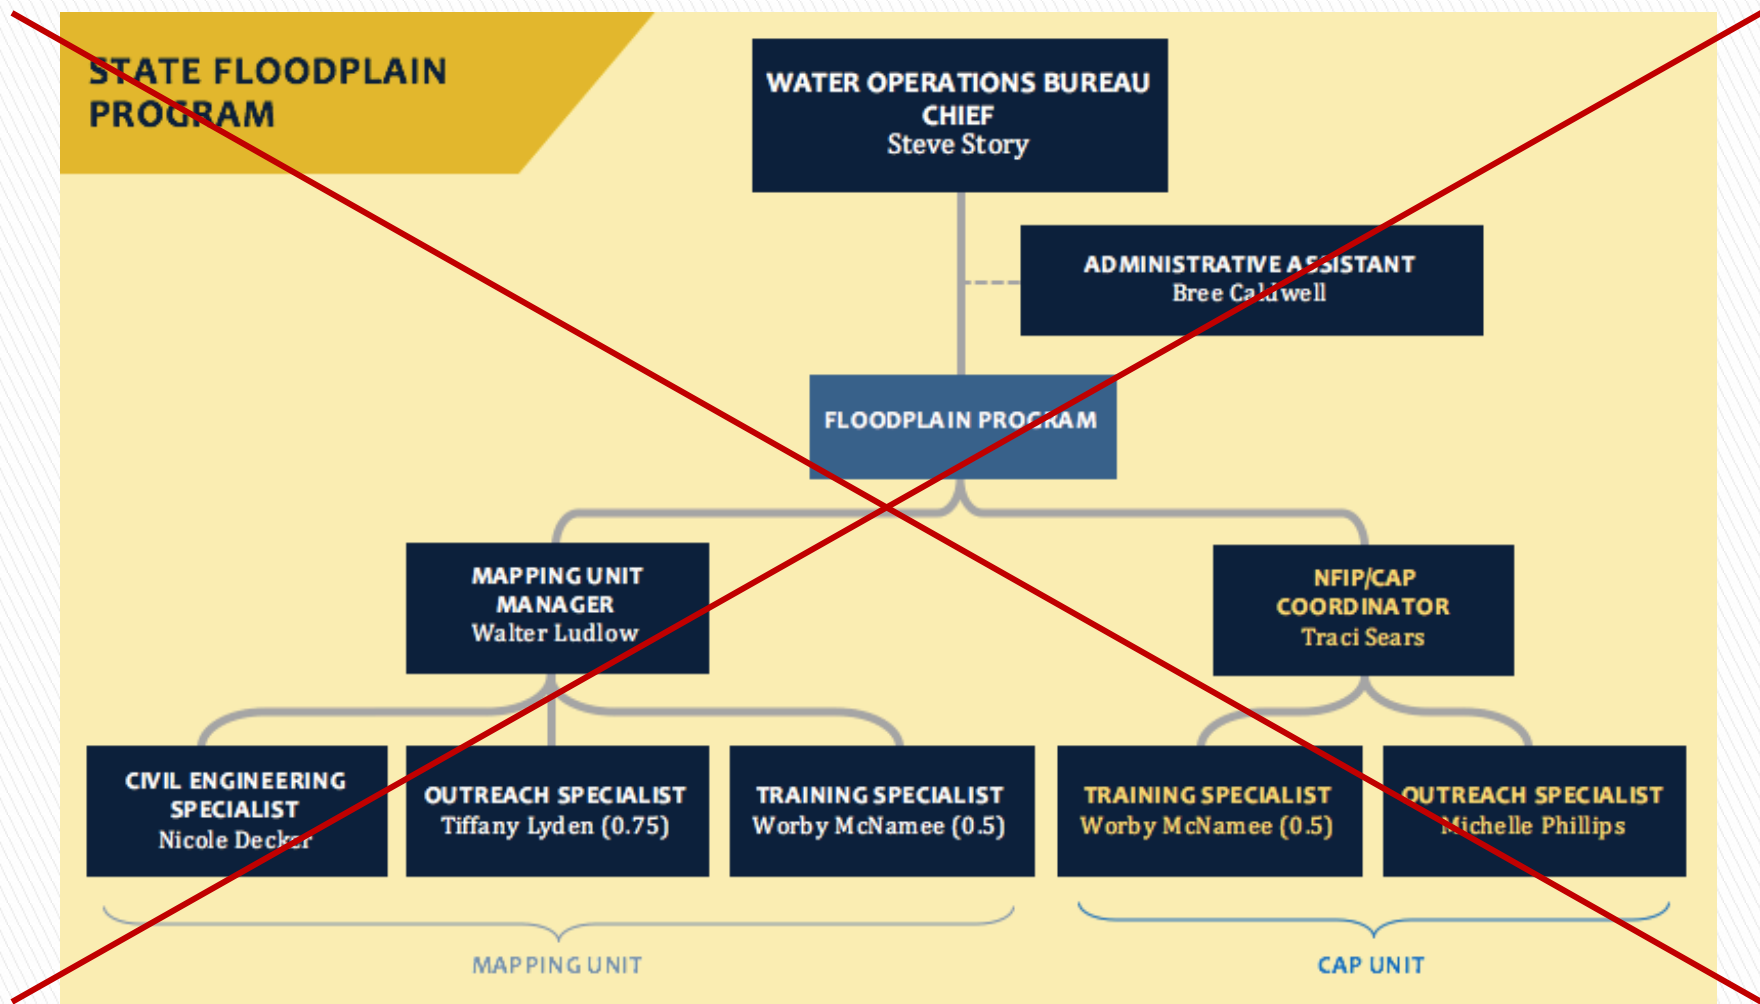 STATE FLOODPLAIN
PROGRAM
WATER OPERATIONS BUREAU
CHIEF
Steve Story
ADMINISTRATIVE ASSISTANT
Bree Caldwell
FLOODPLAIN PROGRAM
MAPPING UNIT
MANAGER
Walter Ludlow
NFIP/CAP
COORDINATOR
Traci Sears
CIVIL ENGINEERING
SPECIALIST
Nicole Decker
OUTREACH SPECIALIST
Tiffany Lyden (0.75)
TRAINING SPECIALIST
Worby McNamee (0.5)
TRAINING SPECIALIST
Worby McNamee (0.5)
OUTREACH SPECIALIST
Michelle Phillips
MAPPING UNIT
CAP UNIT